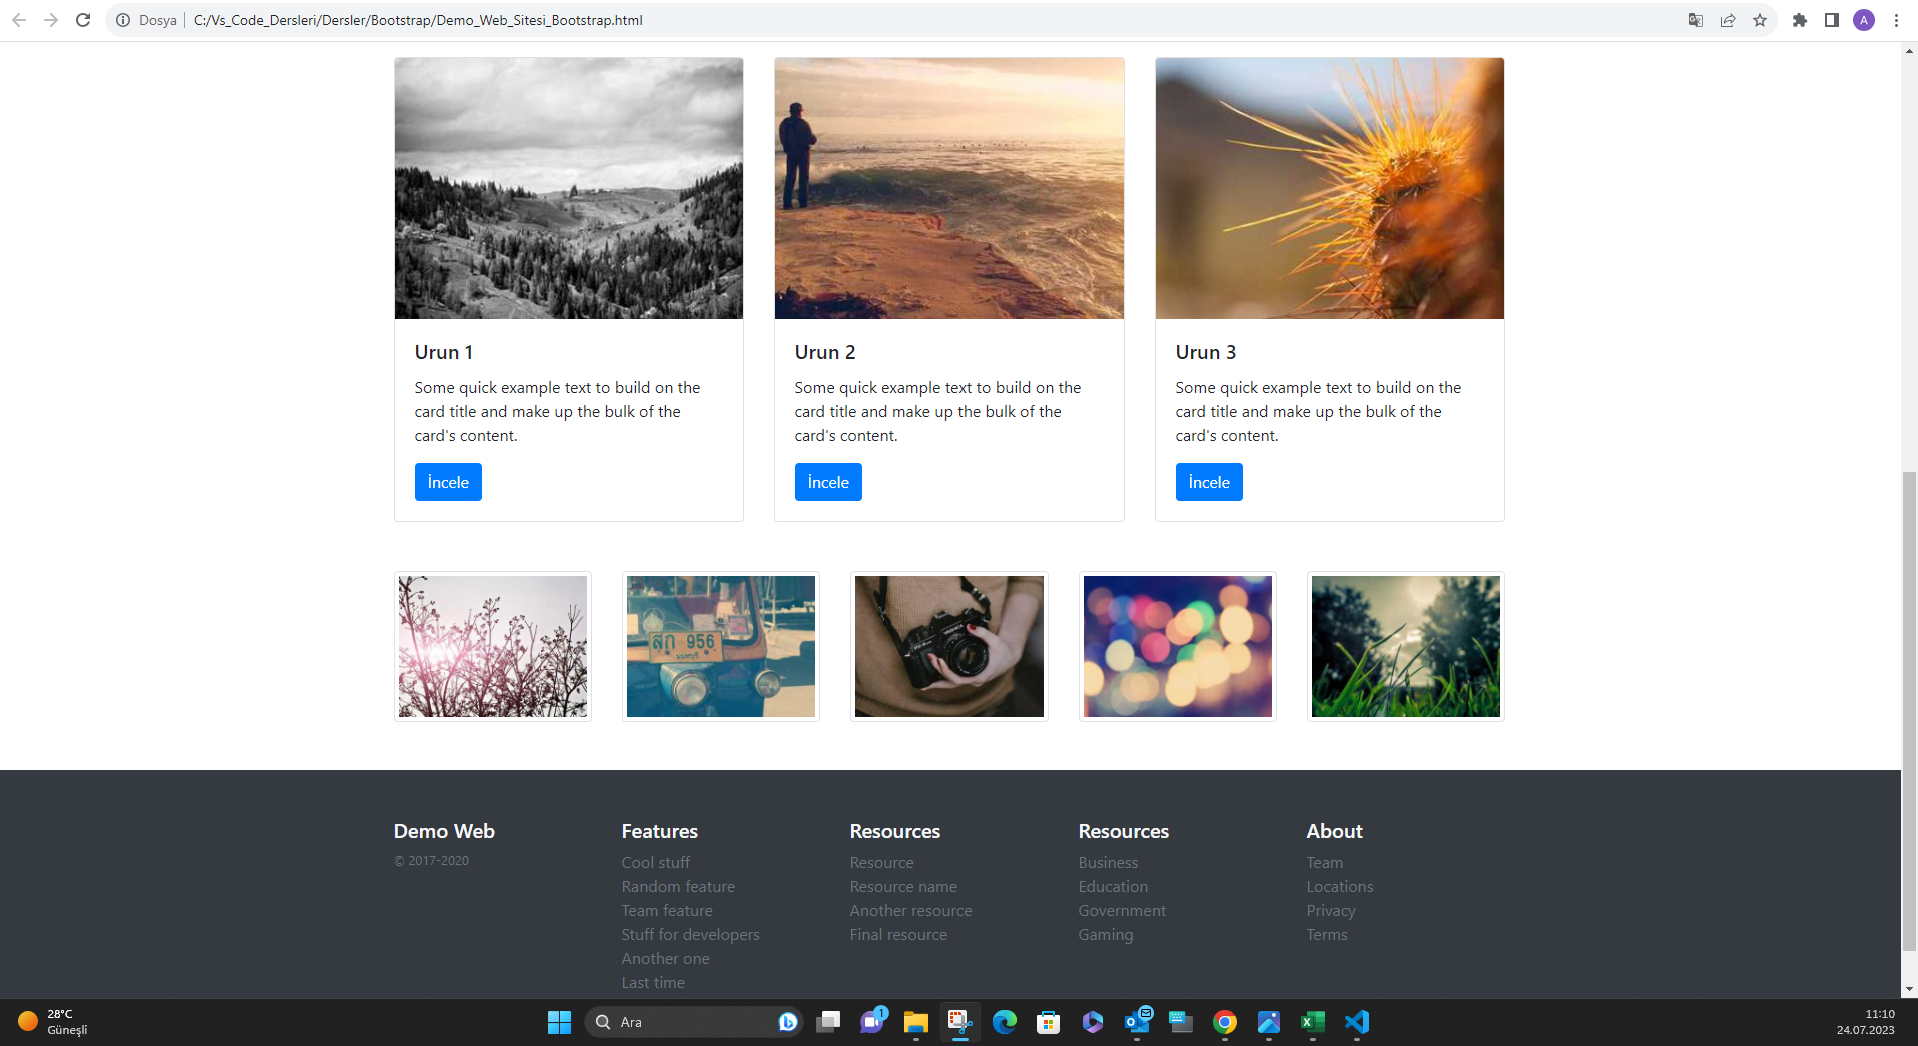 Dosya
C:/Vs_Code_Dersleri/Dersler/Bootstrap/Demo_Web_Sitesi_Bootstrap.html
A
Urun 1
Some quick example text to build on the
card title and make up the bulk of the
card's content.
İncele
Urun 2
Some quick example text to build on the
card title and make up the bulk of the
card's content.
İncele
Urun 3
Some quick example text to build on the
card title and make up the bulk of the
card's content.
İncele
สฦ 956
Demo Web
© 2017-2020
Features
Cool stuff
Random feature
Team feature
Stuff for developers
Another one
Last time
Resources
Resource
Resource name
Another resource
Final resource
Resources
Business
Education
Government
Gaming
About
Team
Locations
Privacy
Terms
28°C
Güneşli
Ara
1
11:10
24.07.2023